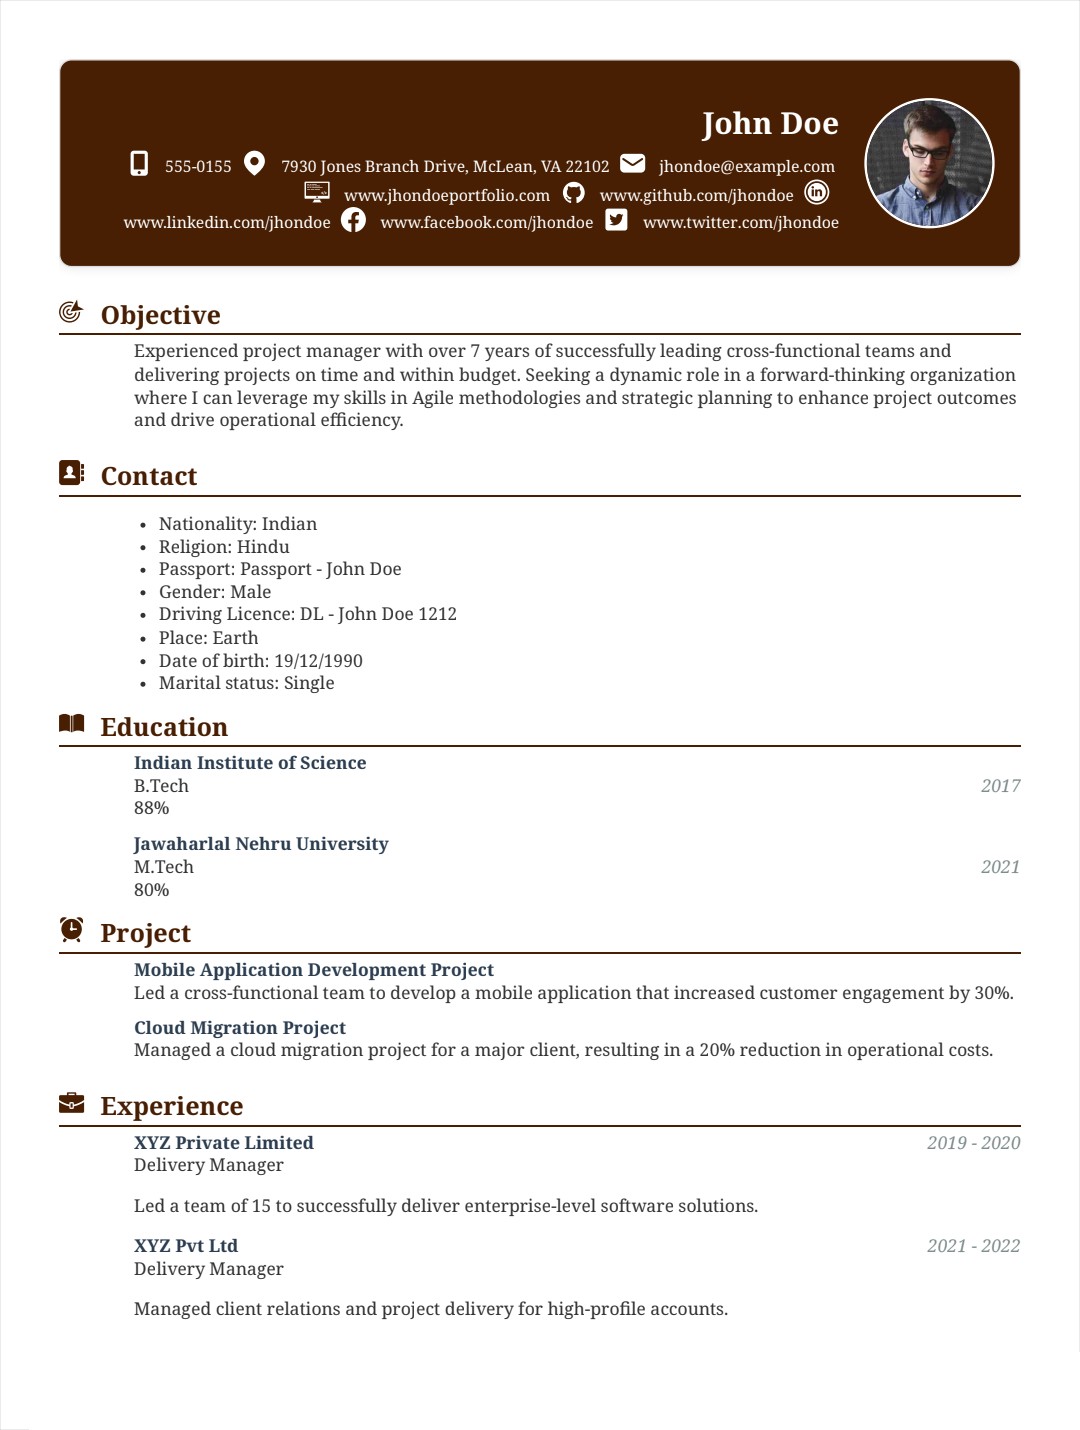 John Doe
555-0155 7930 Jones Branch Drive, McLean, VA 22102 jhondoe@example.com
www.jhondoeportfolio.com www.github.com/jhondoe
www.linkedin.com/jhondoe www.facebook.com/jhondoe www.twitter.com/jhondoe
Objective
Experienced project manager with over 7 years of successfully leading cross-functional teams and
delivering projects on time and within budget. Seeking a dynamic role in a forward-thinking organization
where I can leverage my skills in Agile methodologies and strategic planning to enhance project outcomes
and drive operational efficiency.
Contact
• Nationality: Indian
• Religion: Hindu
• Passport: Passport - John Doe
• Gender: Male
• Driving Licence: DL - John Doe 1212
• Place: Earth
• Date of birth: 19/12/1990
• Marital status: Single
Education
Indian Institute of Science
B.Tech 2017
88%
Jawaharlal Nehru University
M.Tech 2021
80%
Project
Mobile Application Development Project
Led a cross-functional team to develop a mobile application that increased customer engagement by 30%.
Cloud Migration Project
Managed a cloud migration project for a major client, resulting in a 20% reduction in operational costs.
Experience
XYZ Private Limited 2019 - 2020
Delivery Manager
Led a team of 15 to successfully deliver enterprise-level software solutions.
XYZ Pvt Ltd 2021 - 2022
Delivery Manager
Managed client relations and project delivery for high-profile accounts.